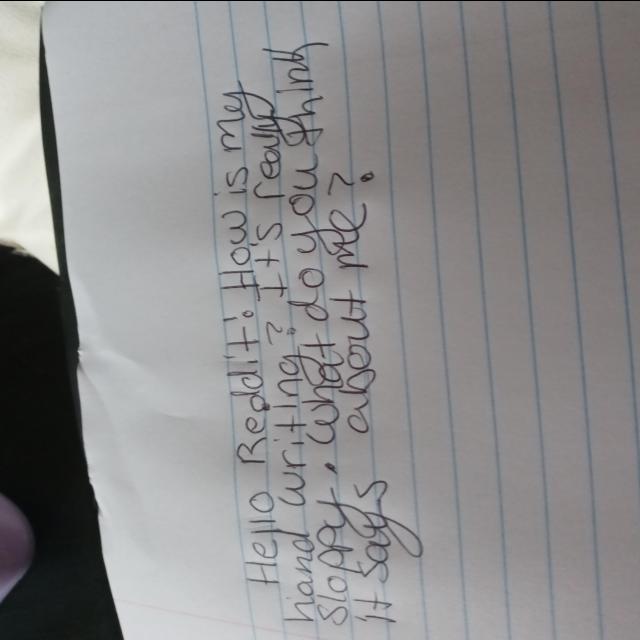 Hello Reddit: How is my
hand writing? It's really
sloppy. What do you think
it says about me?